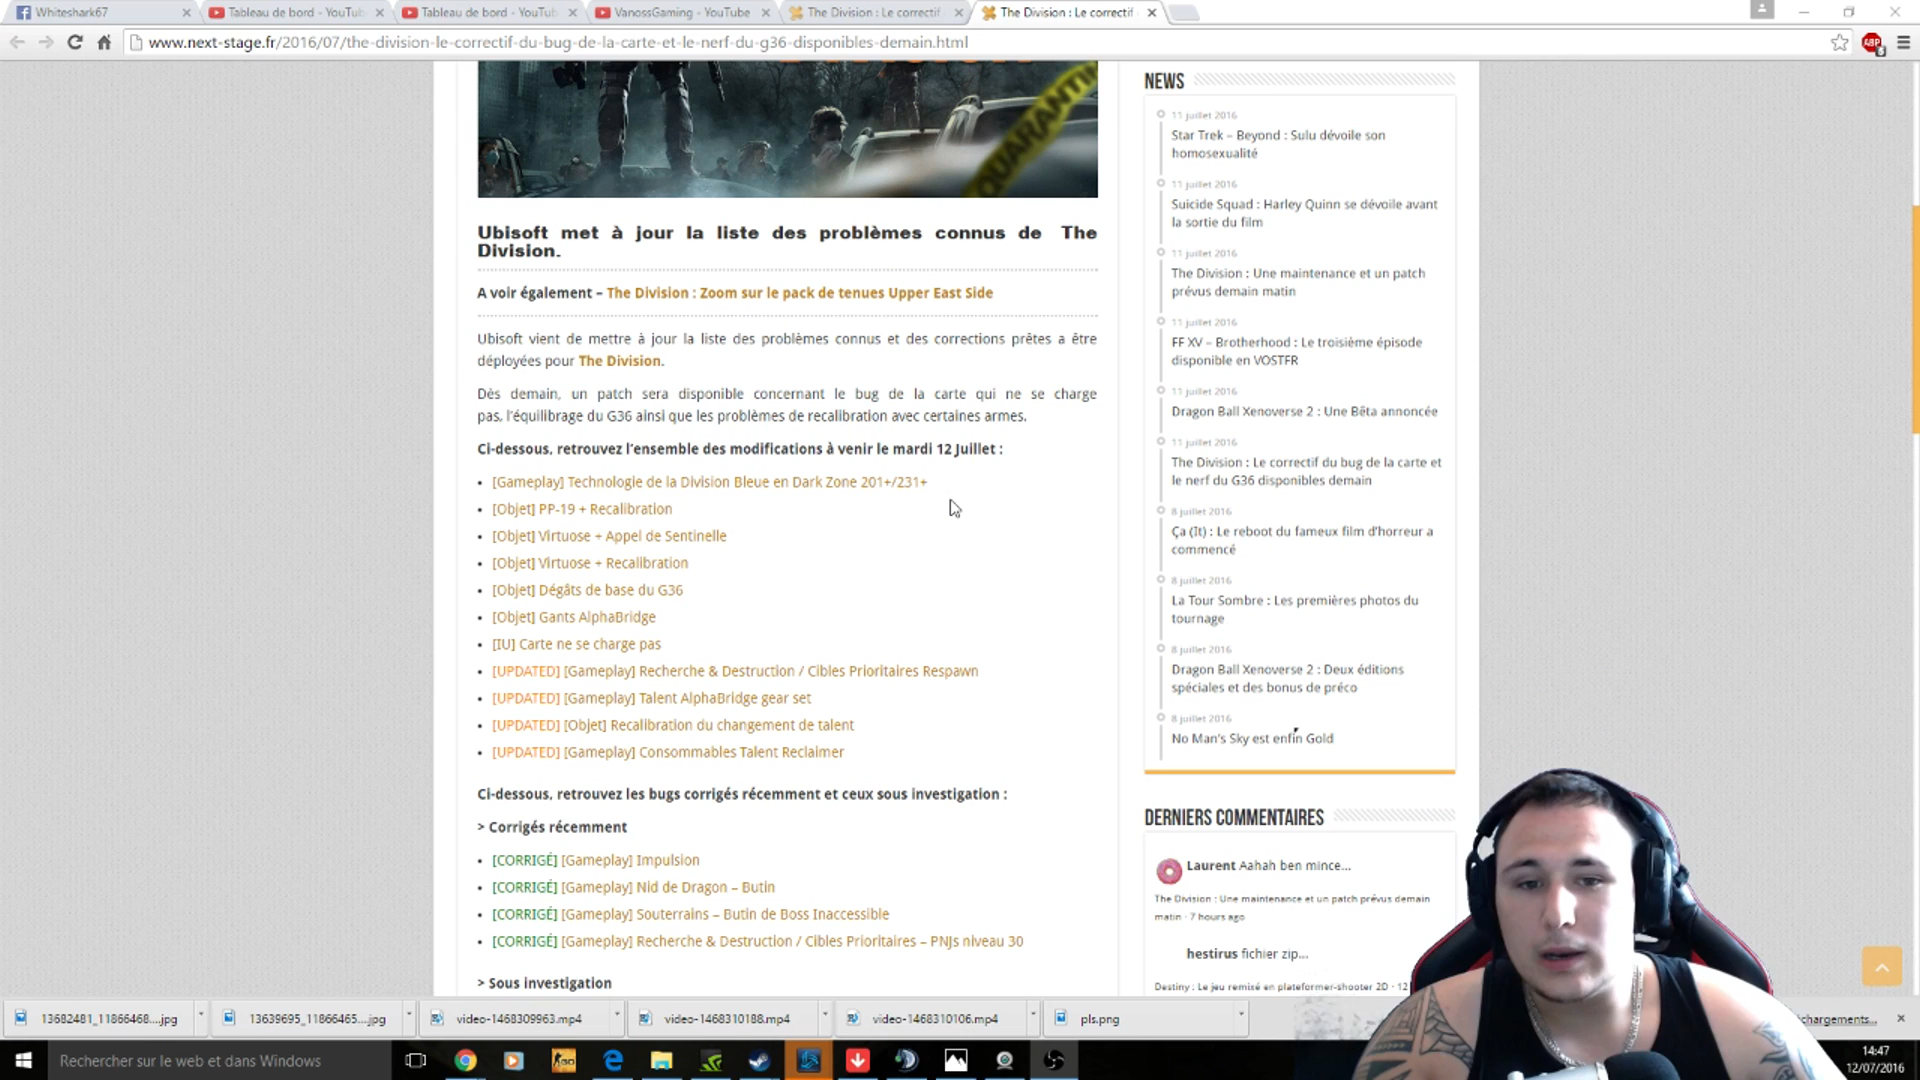 Whiteshark67
Tableau de bord - YouTub
Tableau de bord - YouTub
VanossGaming - YouTube
The Division : Le correctif
The Division : Le correctif
www.next-stage.fr/2016/07/the-division-le-correctif-du-bug-de-la-carte-et-le-nerf-du-g36-disponibles-demain.html
ABP
QUARANTIN
Ubisoft met à jour la liste des problèmes connus de The
Division.
A voir également – The Division : Zoom sur le pack de tenues Upper East Side
Ubisoft vient de mettre à jour la liste des problèmes connus et des corrections prêtes a être
déployées pour The Division.
Dès demain, un patch sera disponible concernant le bug de la carte qui ne se charge
pas, l'équilibrage du G36 ainsi que les problèmes de recalibration avec certaines armes.
Ci-dessous, retrouvez l'ensemble des modifications à venir le mardi 12 Juillet :
• [Gameplay] Technologie de la Division Bleue en Dark Zone 201+/231+
• [Objet] PP-19 + Recalibration
• [Objet] Virtuose + Appel de Sentinelle
• [Objet] Virtuose + Recalibration
• [Objet] Dégâts de base du G36
• [Objet] Gants AlphaBridge
• [IU] Carte ne se charge pas
• [UPDATED] [Gameplay] Recherche & Destruction / Cibles Prioritaires Respawn
• [UPDATED] [Gameplay] Talent AlphaBridge gear set
• [UPDATED] [Objet] Recalibration du changement de talent
• [UPDATED] [Gameplay] Consommables Talent Reclaimer
Ci-dessous, retrouvez les bugs corrigés récemment et ceux sous investigation :
> Corrigés récemment
• [CORRIGÉ] [Gameplay] Impulsion
• [CORRIGÉ] [Gameplay] Nid de Dragon – Butin
• [CORRIGÉ] [Gameplay] Souterrains – Butin de Boss Inaccessible
• [CORRIGÉ] [Gameplay] Recherche & Destruction / Cibles Prioritaires – PNJs niveau 30
> Sous investigation
NEWS
11 juillet 2016
Star Trek – Beyond : Sulu dévoile son
homosexualité
11 juillet 2016
Suicide Squad : Harley Quinn se dévoile avant
la sortie du film
11 juillet 2016
The Division : Une maintenance et un patch
prévus demain matin
11 juillet 2016
FF XV – Brotherhood : Le troisième épisode
disponible en VOSTFR
11 juillet 2016
Dragon Ball Xenoverse 2 : Une Bêta annoncée
11 juillet 2016
The Division : Le correctif du bug de la carte et
le nerf du G36 disponibles demain
8 juillet 2016
Ça (It) : Le reboot du fameux film d'horreur a
commencé
8 juillet 2016
La Tour Sombre : Les premières photos du
tournage
8 juillet 2016
Dragon Ball Xenoverse 2 : Deux éditions
spéciales et des bonus de préco
8 juillet 2016
No Man's Sky est enfin Gold
DERNIERS COMMENTAIRES
Laurent Aahah ben mince...
The Division : Une maintenance et un patch prévus demain
matin · 7 hours ago
hestirus fichier zip...
Destiny : Le jeu remisé en plateformer-shooter 2D · 12
13682481_11866468....jpg
13639695_11866465....jpg
video-1468309963.mp4
video-1468310188.mp4
video-1468310106.mp4
pls.png
chargements...
Rechercher sur le web et dans Windows
GO
14:47
12/07/2016